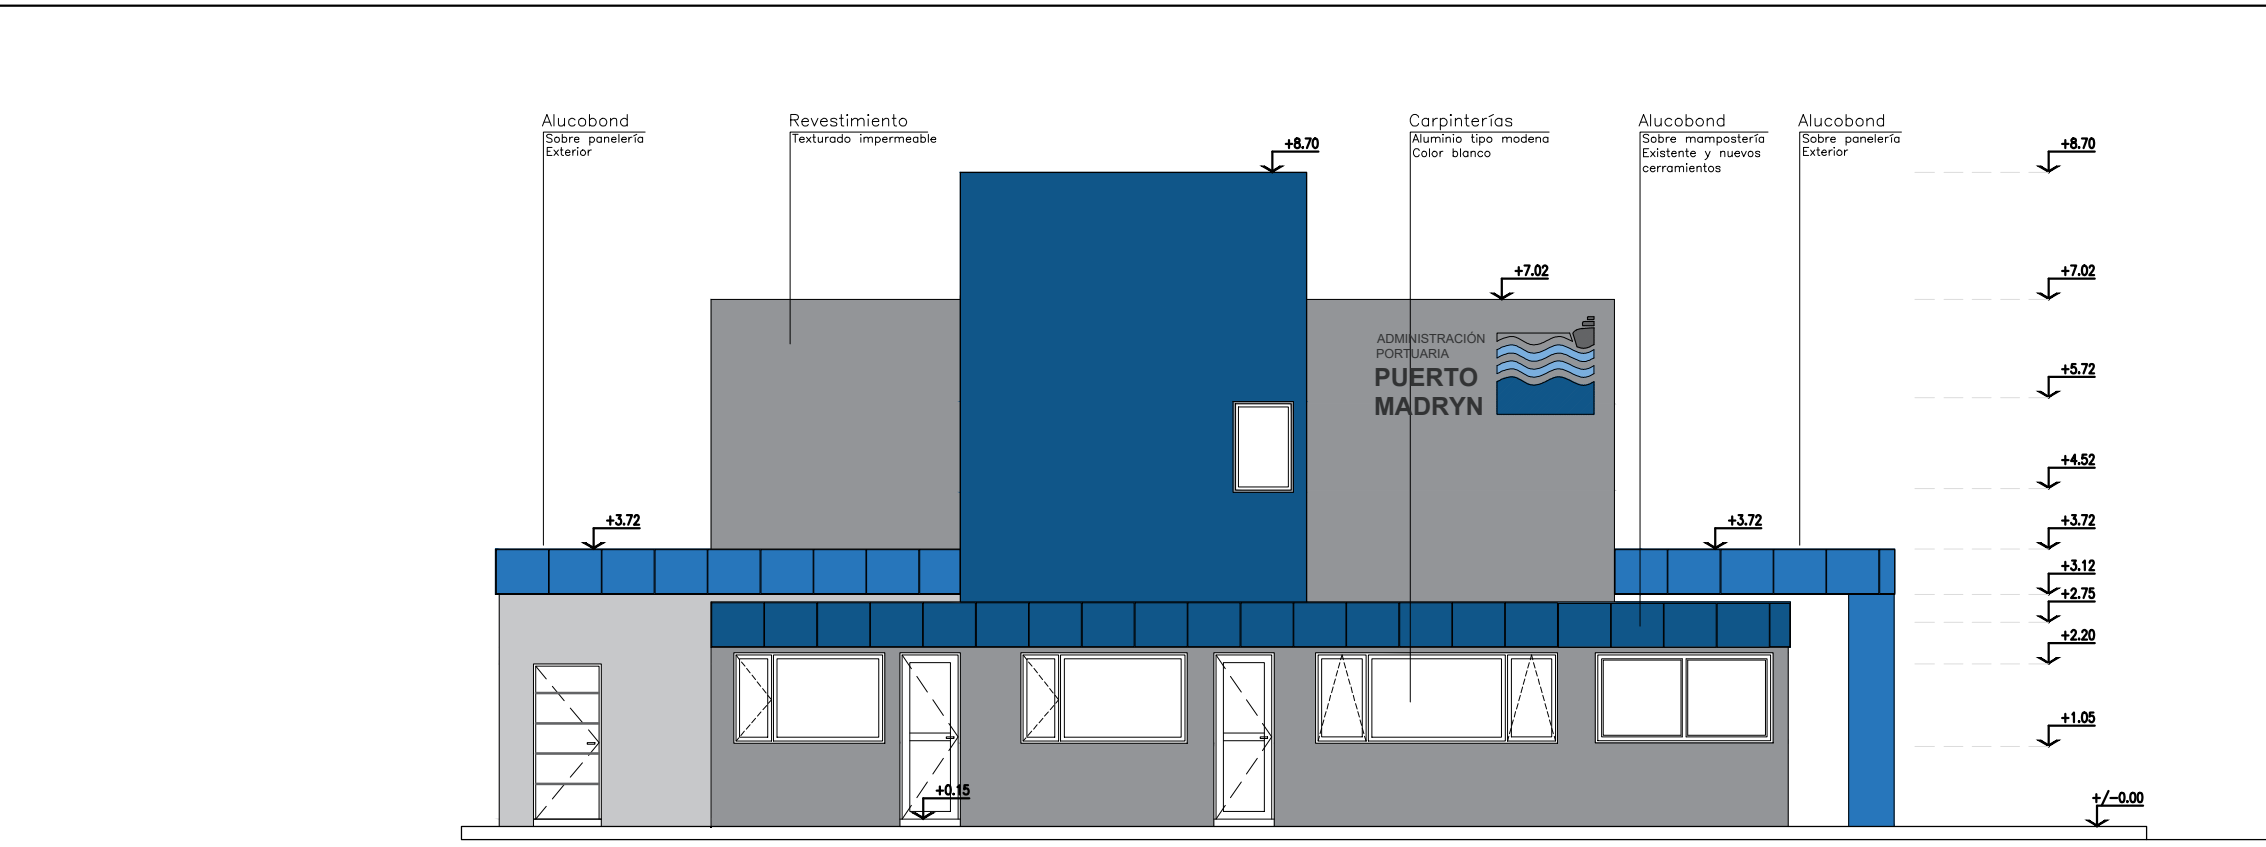 Alucobond
Sobre panelería
Exterior
Revestimiento
Texturado impermeable
Carpinterías
Aluminio tipo modena
Color blanco
Alucobond
Sobre mampostería
Existente y nuevos
cerramientos
Alucobond
Sobre panelería
Exterior
+8.70
+8.70
+7.02
+7.02
ADMINISTRACIÓN
PORTUARIA
PUERTO
MADRYN
+5.72
+4.52
+3.72
+3.72
+3.72
+3.12
+2.75
+2.20
+1.05
+0.15
+/-0.00